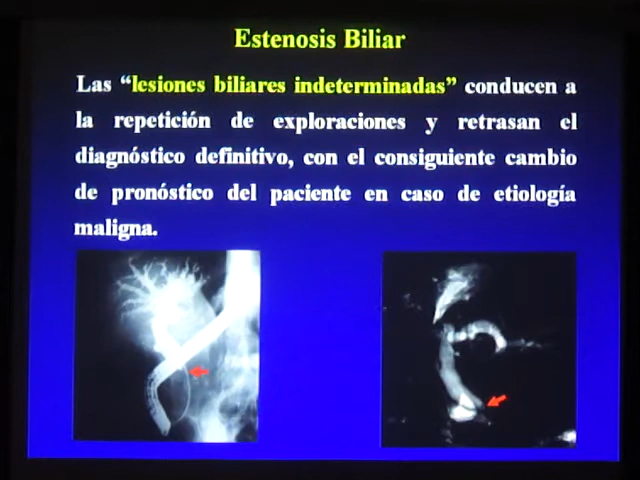 Estenosis Biliar
Las “lesiones biliares indeterminadas” conducen a
la repetición de exploraciones y retrasan el
diagnóstico definitivo, con el consiguiente cambio
de pronóstico del paciente en caso de etiología
maligna.